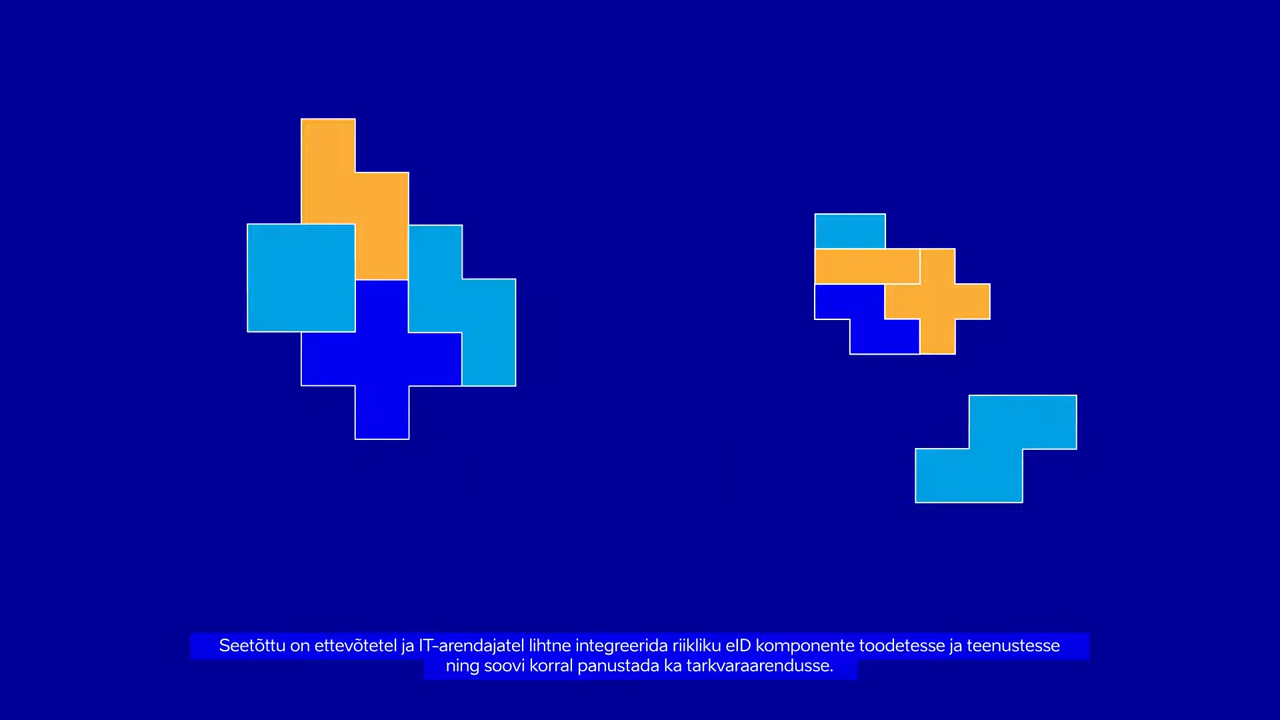 Seetõttu on ettevõtetel ja IT-arendajatel lihtne integreerida riikliku eID komponente toodetesse ja teenustesse
ning soovi korral panustada ka tarkvaraarendusse.